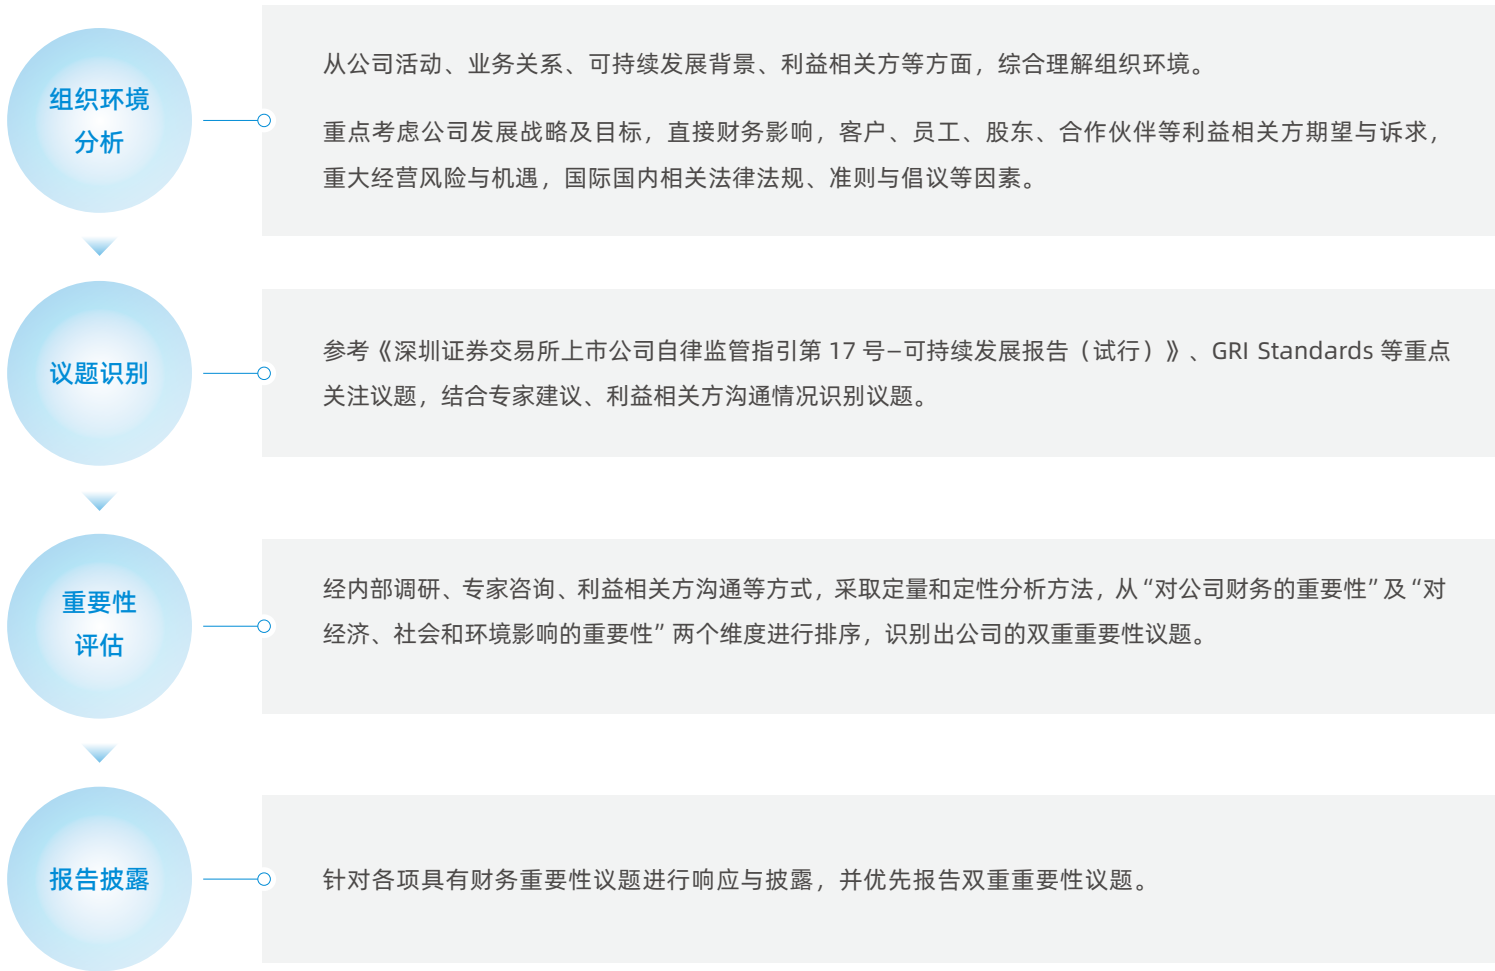 组织环境
分析
从公司活动、业务关系、可持续发展背景、利益相关方等方面，综合理解组织环境。
重点考虑公司发展战略及目标，直接财务影响，客户、员工、股东、合作伙伴等利益相关方期望与诉求，
重大经营风险与机遇，国际国内相关法律法规、准则与倡议等因素。
议题识别
参考《深圳证券交易所上市公司自律监管指引第 17 号—可持续发展报告（试行）》、GRI Standards 等重点
关注议题，结合专家建议、利益相关方沟通情况识别议题。
重要性
评估
经内部调研、专家咨询、利益相关方沟通等方式，采取定量和定性分析方法，从“对公司财务的重要性”及“对
经济、社会和环境影响的重要性”两个维度进行排序，识别出公司的双重重要性议题。
报告披露
针对各项具有财务重要性议题进行响应与披露，并优先报告双重重要性议题。